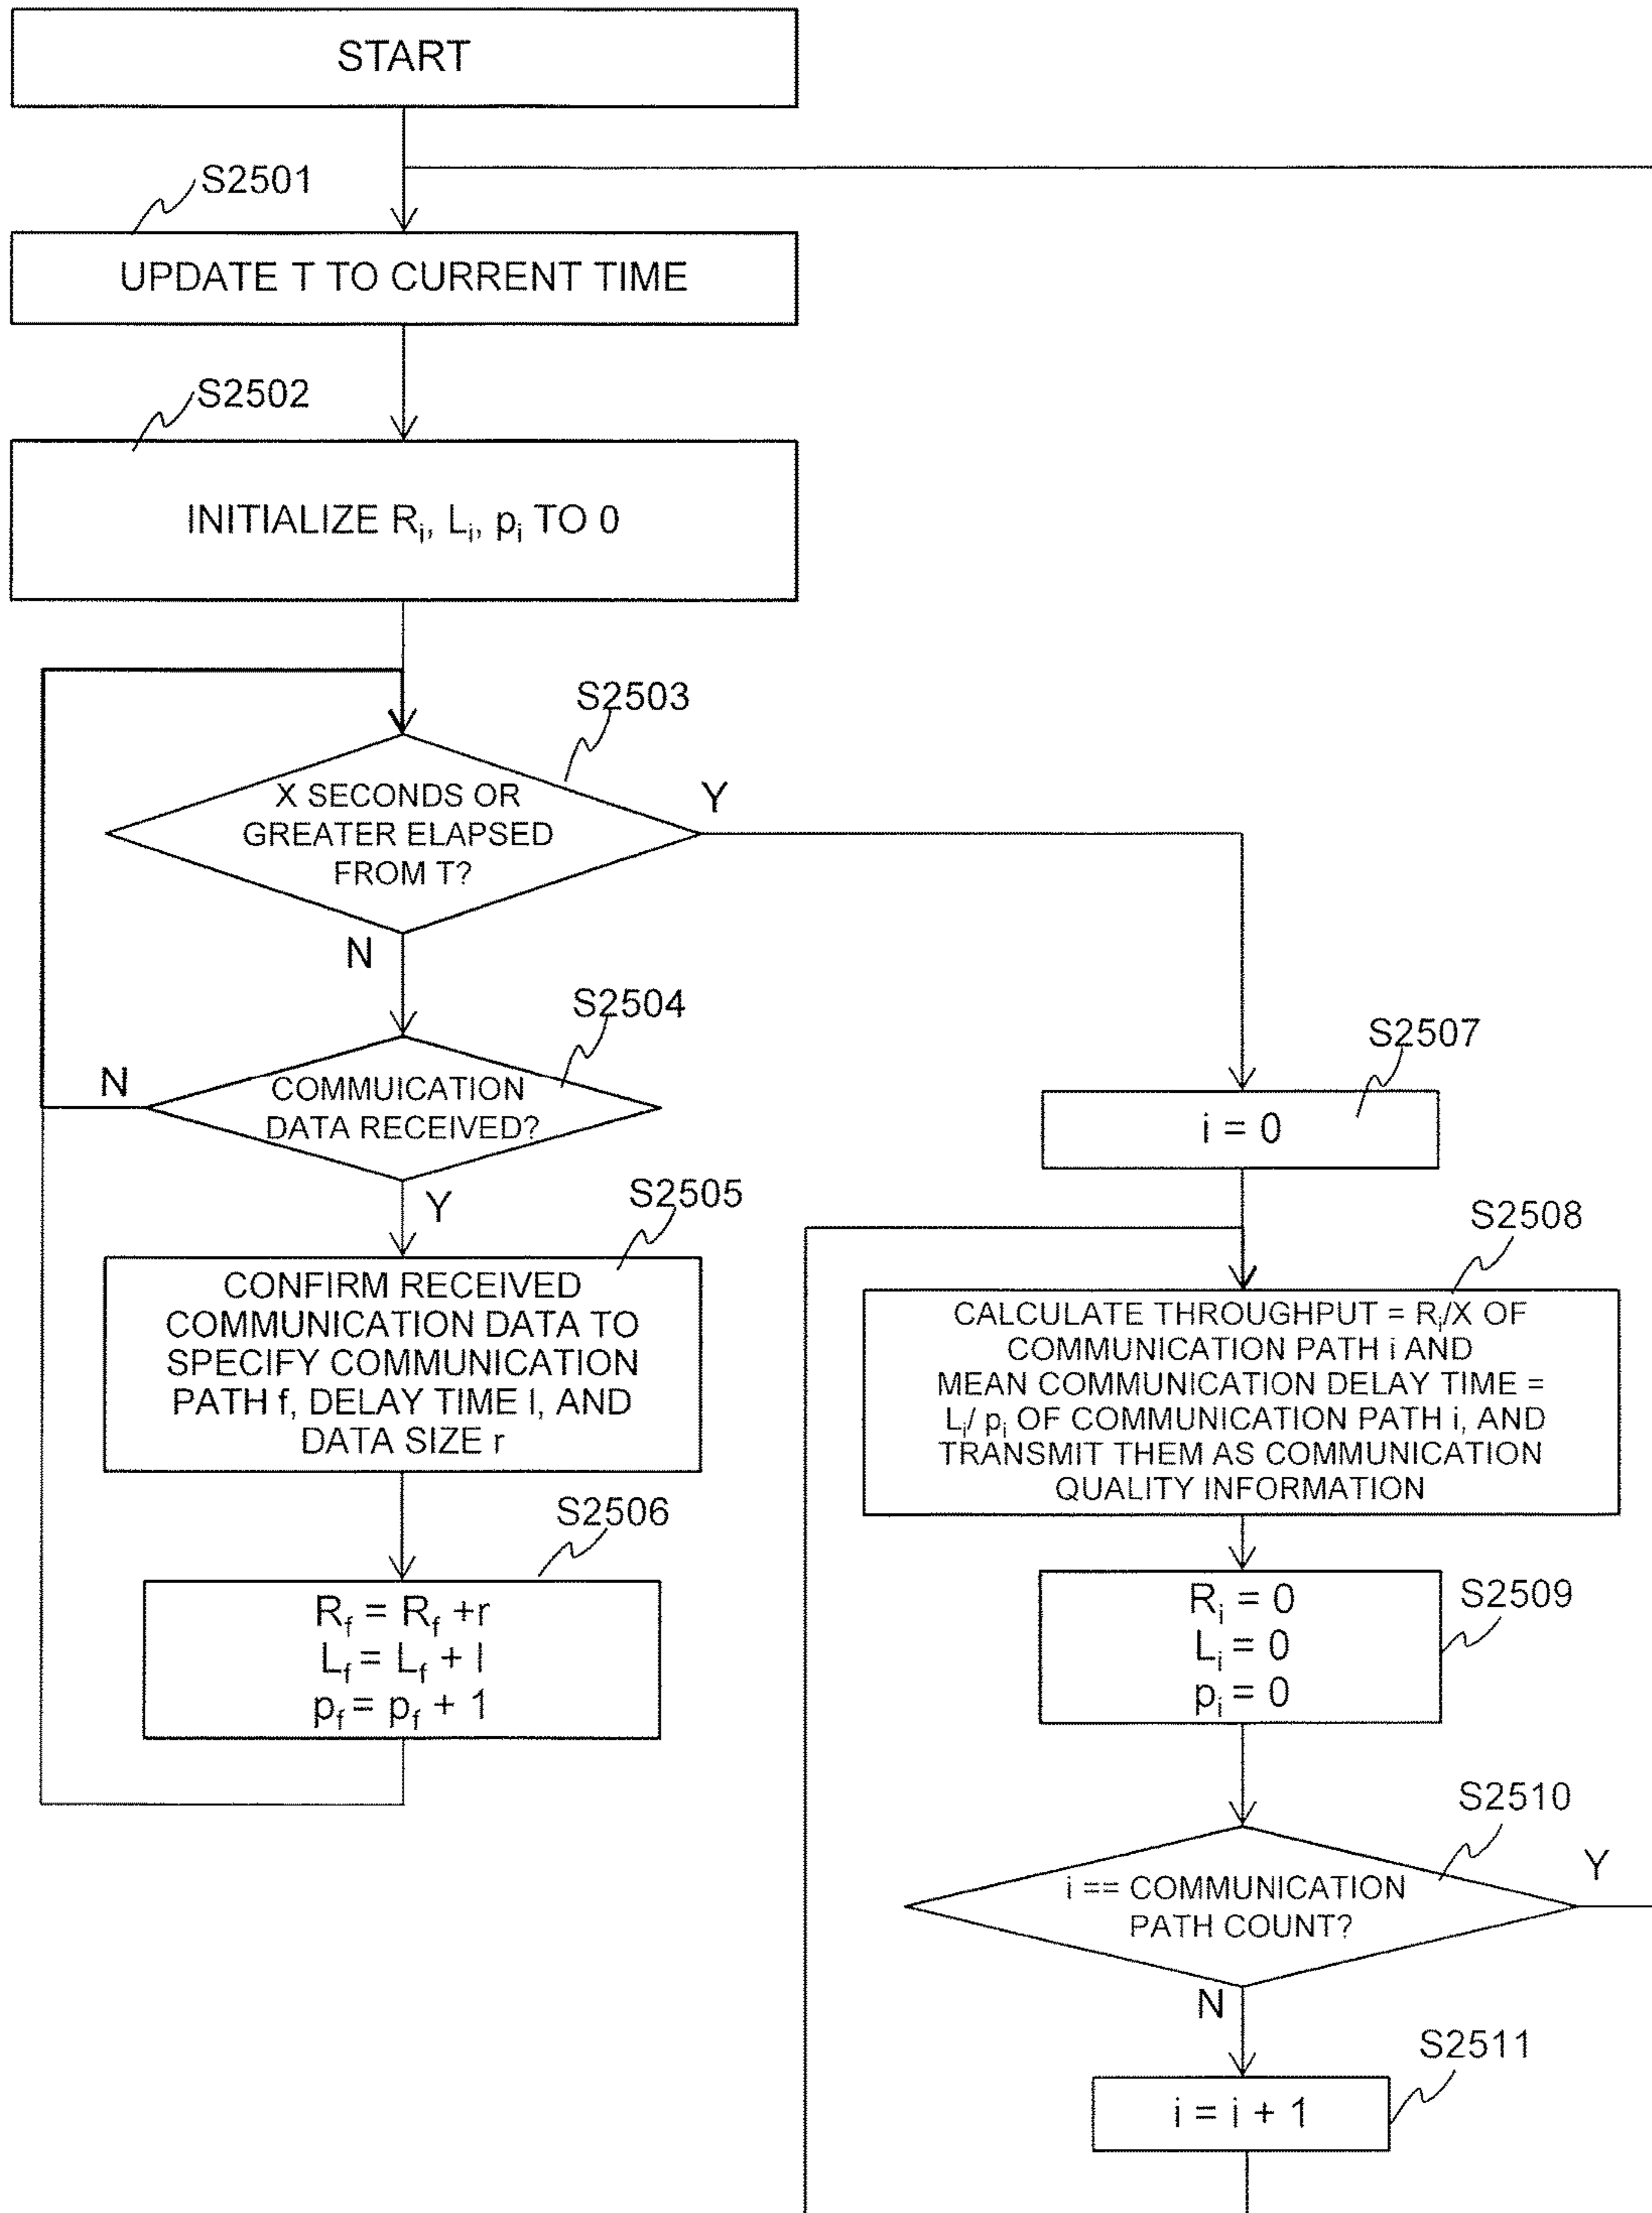 START
S2501
UPDATE T TO CURRENT TIME
S2502
INITIALIZE Ri, Li, pi TO 0
S2503
X SECONDS OR
GREATER ELAPSED
FROM T?
Y
N
S2504
COMMUICATION
DATA RECEIVED?
N
Y
S2505
CONFIRM RECEIVED
COMMUNICATION DATA TO
SPECIFY COMMUNICATION
PATH f, DELAY TIME l, AND
DATA SIZE r
S2506
Rf = Rf +r
Lf = Lf + l
pf = pf + 1
S2507
i = 0
S2508
CALCULATE THROUGHPUT = Ri/X OF
COMMUNICATION PATH i AND
MEAN COMMUNICATION DELAY TIME =
Li/ pi OF COMMUNICATION PATH i, AND
TRANSMIT THEM AS COMMUNICATION
QUALITY INFORMATION
S2509
Ri = 0
Li = 0
pi = 0
S2510
i == COMMUNICATION
PATH COUNT?
Y
N
S2511
i = i + 1